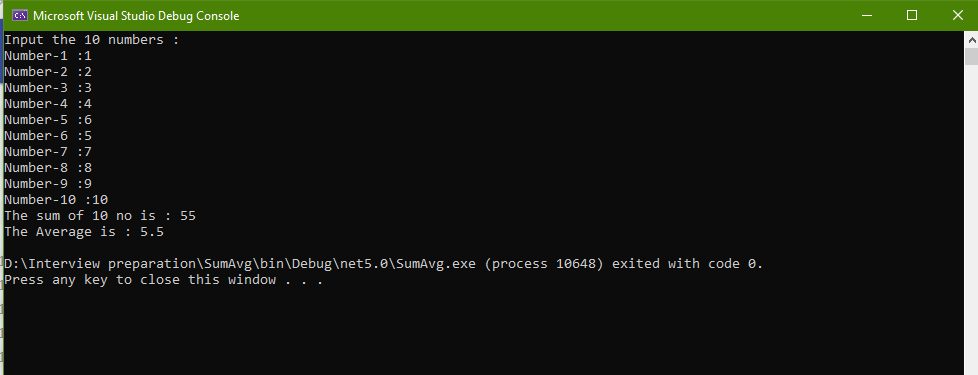 Microsoft Visual Studio Debug Console
Input the 10 numbers :
Number-1 :1
Number-2 :2
Number-3 :3
Number-4 :4
Number-5 :6
Number-6 :5
Number-7 :7
Number-8 :8
Number-9 :9
Number-10 :10
The sum of 10 no is : 55
The Average is : 5.5
D:\Interview preparation\SumAvg\bin\Debug\net5.0\SumAvg.exe (process 10648) exited with code 0.
Press any key to close this window . . .